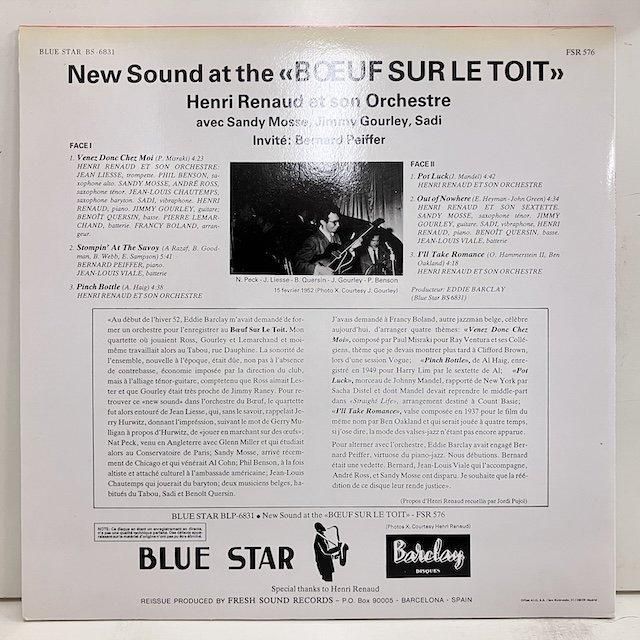 BLUE STAR BS-6831
FSR 576
New Sound at the «BŒUF SUR LE TOIT»
Henri Renaud et son Orchestre
avec Sandy Mosse, Jimmy Gourley, Sadi
Invité: Bernard Peiffer
FACE I
1. Venez Donc Chez Moi (P. Misraki) 4:23
HENRI RENAUD ET SON ORCHESTRE:
JEAN LIESSE, trompette. PHIL BENSON, sa-
xophone alto. SANDY MOSSE, ANDRÉ ROSS,
saxophone ténor. JEAN-LOUIS CHAUTEMPS,
saxophone baryton. SADI, vibraphone. HENRI
RENAUD, piano. JIMMY GOURLEY, guitare.
BENOÎT QUERSIN, basse. PIERRE LEMAR-
CHAND, batterie. FRANCY BOLAND, arran-
geur.
2. Stompin' At The Savoy (A Razaf, B. Good-
man, B. Webb, E. Sampson) 5:41
BERNARD PEIFFER, piano.
JEAN-LOUIS VIALE, batterie
3. Pinch Bottle (A. Haig) 4:38
HENRI RENAUD ET SON ORCHESTRE
N. Peck - J. Liesse - B. Quersin - J. Gourley - P. Benson
15 février 1952 (Photo X. Courtesy J. Gourley)
FACE II
1. Pot Luck (J. Mandel) 4:42
HENRI RENAUD ET SON ORCHESTRE
2. Out of Nowhere (E. Heyman - John Green) 4:34
HENRI RENAUD ET SON SEXTETTE.
SANDY MOSSE, saxophone ténor. JIMMY
GOURLEY, guitare. SADI, vibraphone, HENRI
RENAUD, piano. BENOÎT QUERSIN, basse.
JEAN-LOUIS VIALE, batterie
3. I'll Take Romance (O. Hammerstein II, Ben
Oakland) 4:18
HENRI RENAUD ET SON ORCHESTRE
Producteur: EDDIE BARCLAY
(Blue Star BS-6831)
«Au début de l'hiver 52, Eddie Barclay m'avait demandé de for-
mer un orchestre pour l'enregistrer au Bœuf Sur Le Toit. Mon
quartette où jouaient Ross, Gourley et Lemarchand et moi-
même travaillait alors au Tabou, rue Dauphine. La sonorité de
l'ensemble, nouvelle à l'époque, était dûe, non pas à l'absence
de contrebasse, économie imposée par la direction du club,
mais à l'alliage ténor-guitare, comptetenu que Ross aimait Les-
ter et que Gourley était très proche de Jimmy Raney. Pour re-
trouver ce «new sound» dans l'orchestre du Bœuf, le quartette
fut alors entouré de Jean Liesse, qui, sans le savoir, rappelait Jer-
ry Hurwitz, donnant l'impression, suivant le mot de Gerry Mu-
lligan à propos d'Hurwitz, de «jouer en marchant sur des œufs»;
Nat Peck, venu en Angleterre avec Glenn Miller et qui étudiait
alors au Conservatoire de Paris; Sandy Mosse, arrivé récem-
ment de Chicago et qui vénérait Al Cohn; Phil Benson, à la fois
altiste et attaché culturel à l'ambassade américaine; Jean-Louis
Chautemps qui jouerait du baryton; deux musiciens belges, ha-
bitués du Tabou, Sadi et Benoît Quersin.
J'avais demandé à Francy Boland, autre jazzman belge, célèbre
aujourd'hui, d'arranger quatre thèmes: «Venez Donc Chez
Moi», composé par Paul Misraki pour Ray Ventura et ses Collé-
giens, thème que je devais montrer plus tard à Clifford Brown,
lors d'une session Vogue; «Pinch Bottle», de Al Haig, enre-
gistré en 1949 pour Harry Lim par le sextette de Al; «Pot
Luck», morceau de Johnny Mandel, rapporté de New York par
Sacha Distel et dont Mandel devait reprendre le middle-part
dans «Straight Life», arrangement destiné à Count Basie;
«I'll Take Romance», valse composée en 1937 pour le film du
même nom par Ben Oakland et qui serait jouée à quatre temps,
si j'ose dire, la mode des valses-jazz n'étant pas encore apparue.
Pour alterner avec l'orchestre, Eddie Barclay avait engagé Ber-
nard Peiffer, virtuose du piano-jazz. Nous débutions. Bernard
était une vedette. Bernard, Jean-Louis Viale qui l'accompagne,
André Ross, et Sandy Mosse ont disparu. Je souhaite que la réé-
dition de ce disque leur rende justice».
(Propos d'Henri Renaud recueillis par Jordi Pujol)
BLUE STAR BLP-6831 ● New Sound at the «BŒUF SUR LE TOIT» - FSR 576
(Photos X. Courtesy Henri Renaud)
NOTE: Ce disque étant un enregistrement en directe,
BLUE STAR
Barclay
DISQUES
Special thanks to Henri Renaud
REISSUE PRODUCED BY FRESH SOUND RECORDS - P.O. Box 90005 - BARCELONA - SPAIN